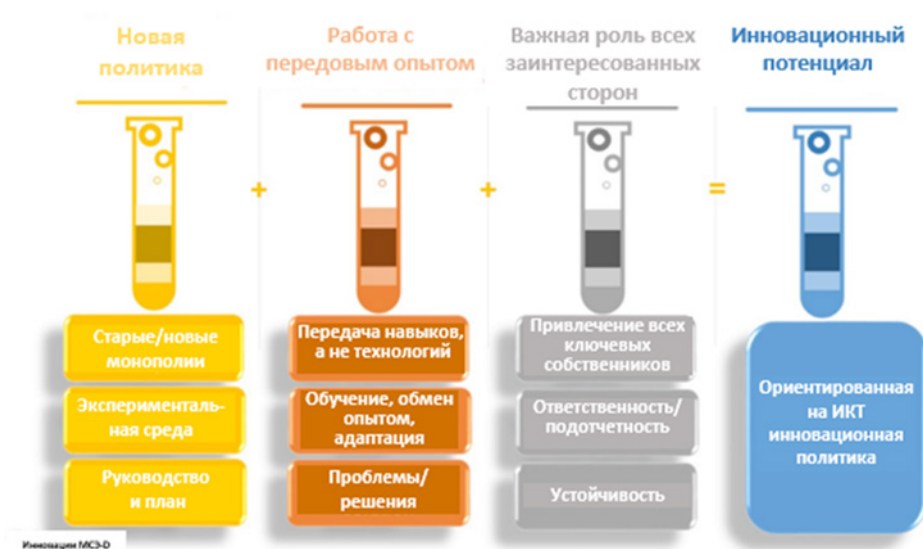 Новая
политика
Работа с
передовым опытом
Важная роль всех
заинтересованных
сторон
Инновационный
потенциал
+
+
=
Старые/новые
монополии
Эксперименталь-
ная среда
Руководство
и план
Передача навыков,
а не технологий
Обучение, обмен
опытом,
адаптация
Проблемы/
решения
Привлечение всех
ключевых
собственников
Ответственность/
подотчетность
Устойчивость
Ориентированная
на ИКТ
инновационная
политика
Инновации МСЭ-D